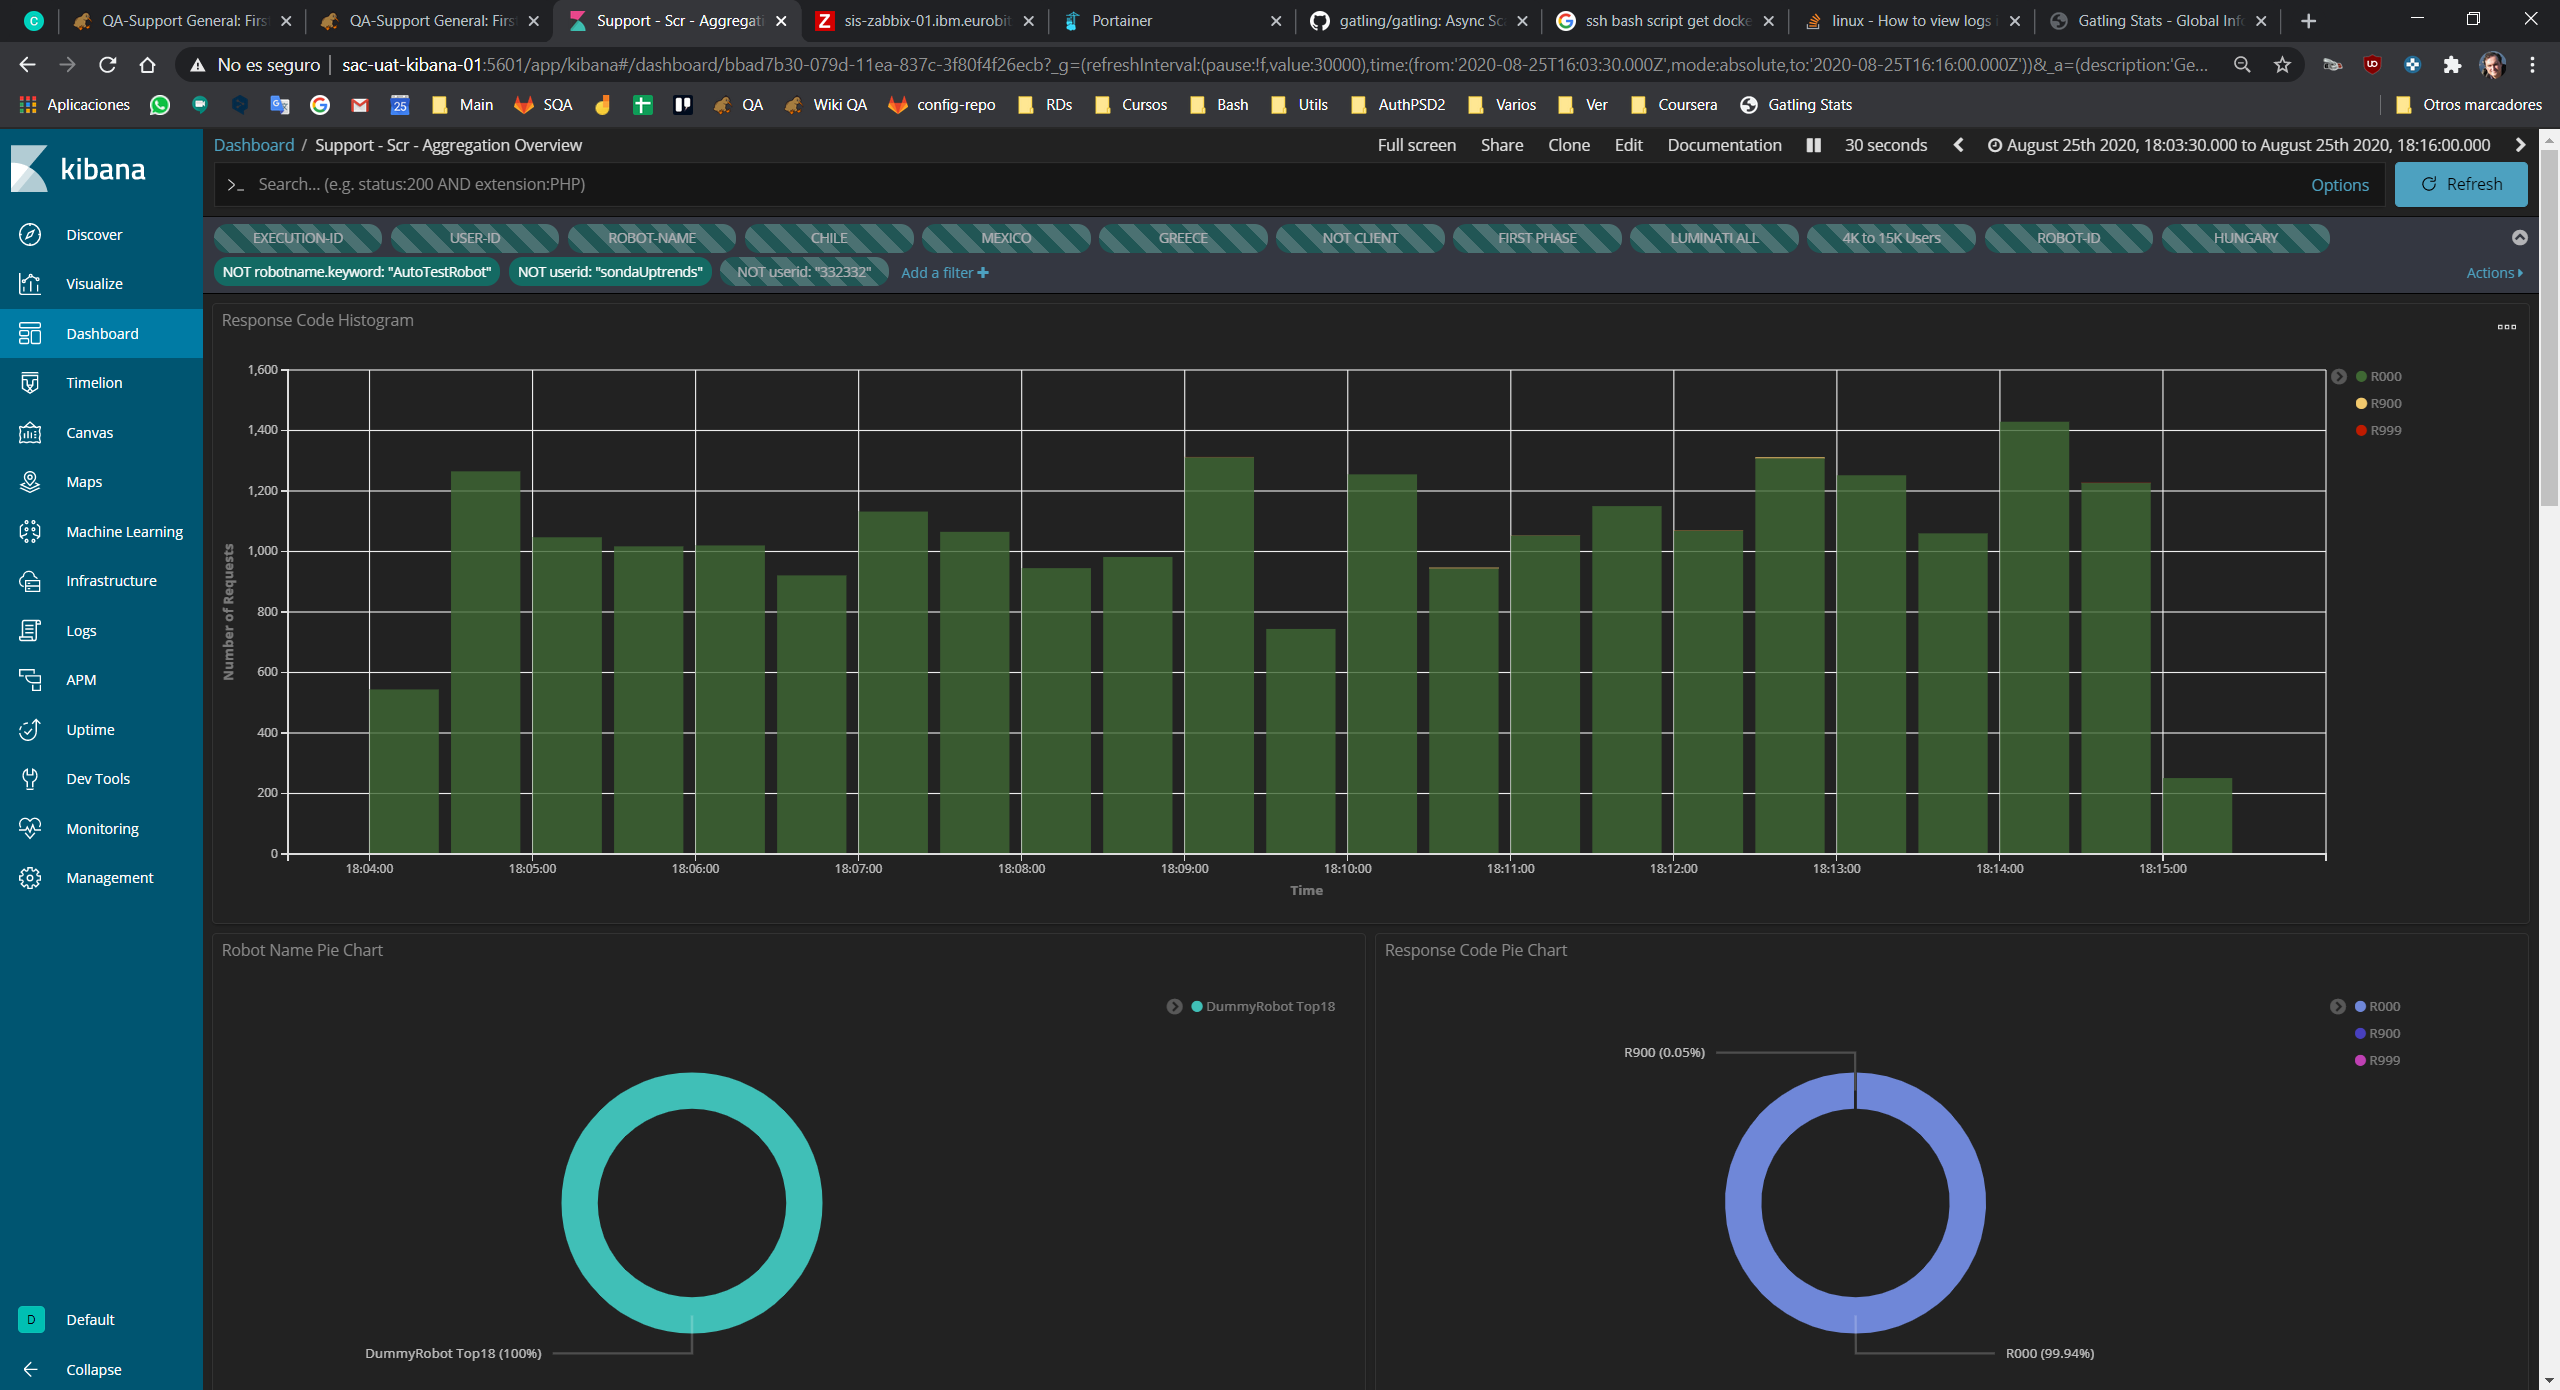 QA-Support General: First
QA-Support General: First
Support - Scr - Aggregati
sis-zabbix-01.ibm.eurobit
Portainer
gatling/gatling: Async Sc
ssh bash script get docke
linux - How to view logs i
Gatling Stats - Global Info
No es seguro | sac-uat-kibana-01:5601/app/kibana#/dashboard/bbad7b30-079d-11ea-837c-3f80f4f26ecb?_g=(refreshInterval:(pause:!f,value:30000),time:(from:'2020-08-25T16:03:30.000Z',mode:absolute,to:'2020-08-25T16:16:00.000Z'))&_a=(description:'Ge...
Aplicaciones Main SQA QA Wiki QA config-repo RDs Cursos Bash Utils AuthPSD2 Varios Ver Coursera Gatling Stats Otros marcadores
kibana
Discover
Visualize
Dashboard
Timelion
Canvas
Maps
Machine Learning
Infrastructure
Logs
APM
Uptime
Dev Tools
Monitoring
Management
D Default
Collapse
Dashboard / Support - Scr - Aggregation Overview
Full screen Share Clone Edit Documentation 30 seconds August 25th 2020, 18:03:30.000 to August 25th 2020, 18:16:00.000
>_ Search... (e.g. status:200 AND extension:PHP) Options Refresh
EXECUTION-ID USER-ID ROBOT-NAME CHILE MEXICO GREECE NOT CLIENT FIRST PHASE LUMINATI ALL 4K to 15K Users ROBOT-ID HUNGARY
NOT robotname.keyword: "AutoTestRobot" NOT userid: "sondaUptrends" NOT userid: "332332" Add a filter + Actions
Response Code Histogram
1,600
1,400
1,200
1,000
800
600
400
200
0
Number of Requests
18:04:00 18:05:00 18:06:00 18:07:00 18:08:00 18:09:00 18:10:00 18:11:00 18:12:00 18:13:00 18:14:00 18:15:00
Time
R000
R900
R999
Robot Name Pie Chart
DummyRobot Top18
DummyRobot Top18 (100%)
Response Code Pie Chart
R000
R900
R999
R900 (0.05%)
R000 (99.94%)